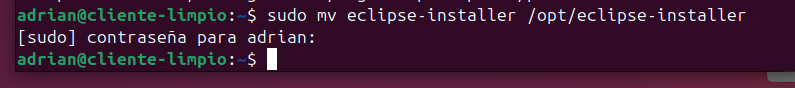 adrian@cliente-limpio:~$ sudo mv eclipse-installer /opt/eclipse-installer
[sudo] contraseña para adrian:
adrian@cliente-limpio:~$